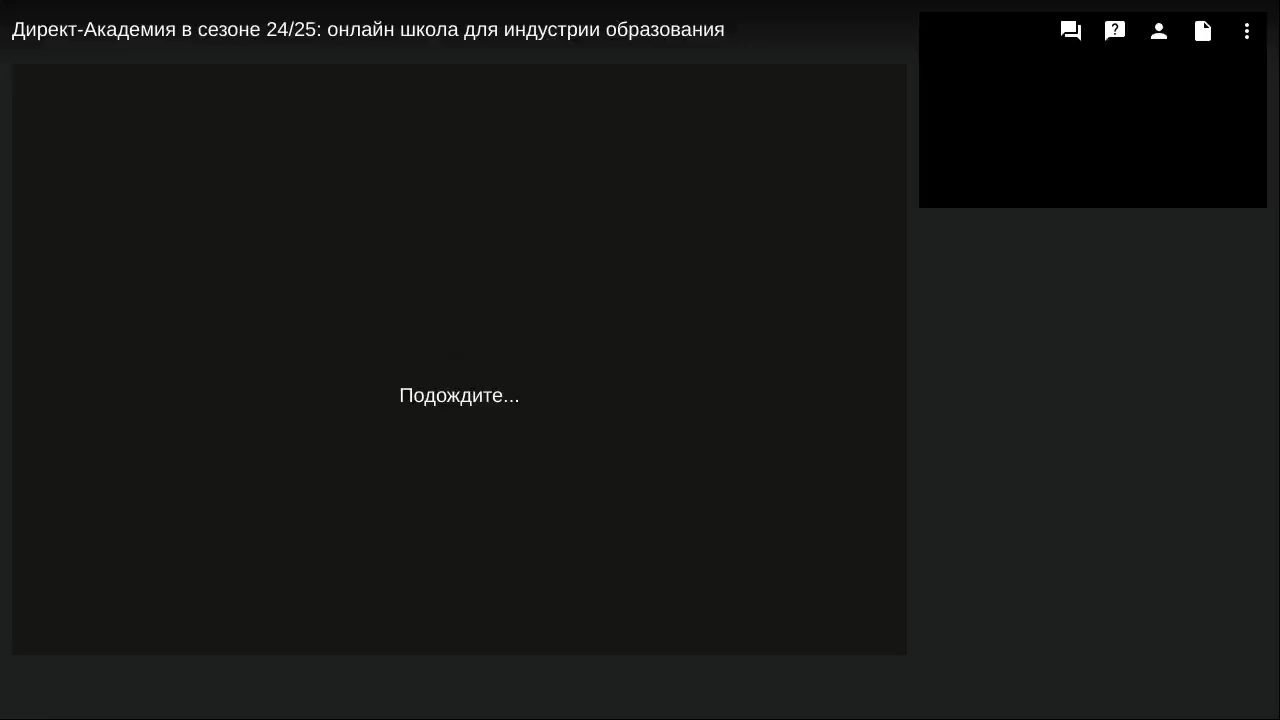 Директ-Академия в сезоне 24/25: онлайн школа для индустрии образования
Подождите...